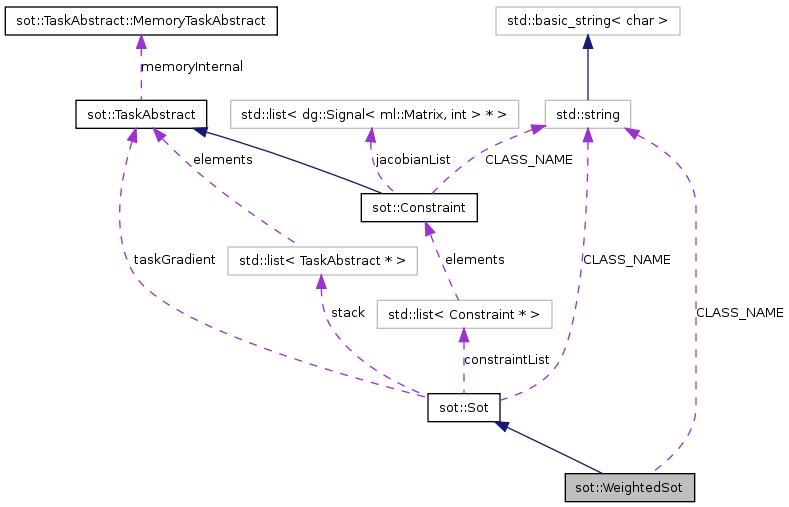 sot::TaskAbstract::MemoryTaskAbstract
std::basic_string< char >
memoryInternal
sot::TaskAbstract
std::list< dg::Signal< ml::Matrix, int > * >
std::string
elements
jacobianList
CLASS_NAME
sot::Constraint
taskGradient
std::list< TaskAbstract * >
elements
CLASS_NAME
stack
std::list< Constraint * >
CLASS_NAME
constraintList
sot::Sot
sot::WeightedSot